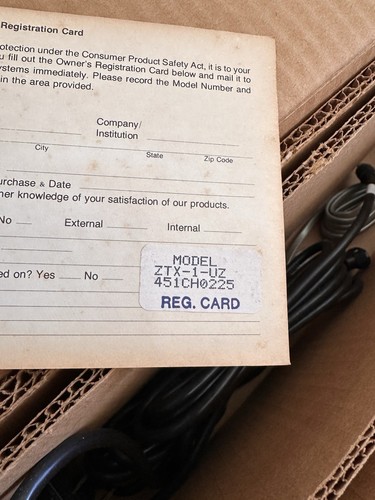 Registration Card
otection under the Consumer Product Safety Act, it is to your
u fill out the Owner's Registration Card below and mail it to
ystems immediately. Please record the Model Number and
in the area provided.
Company/
Institution
City State Zip Code
urchase & Date
her knowledge of your satisfaction of our products.
No External Internal
ed on? Yes No
MODEL
ZTX-1-UZ
451CH0225
REG. CARD